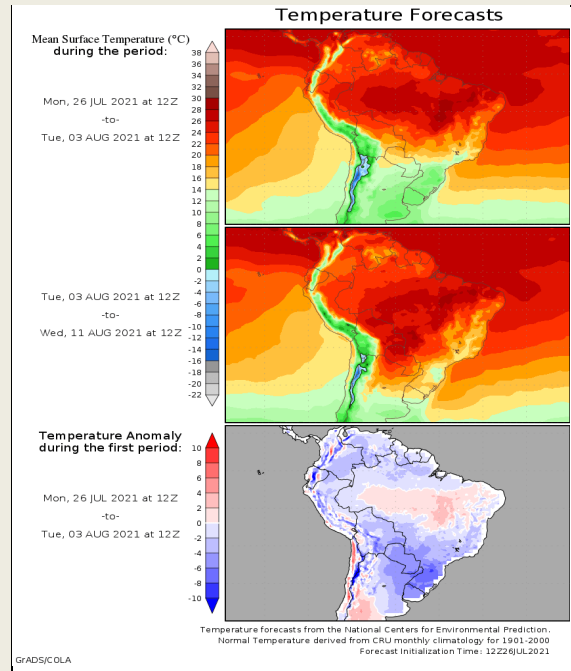 Temperature Forecasts
Mean Surface Temperature (°C)
during the period:
Mon, 26 JUL 2021 at 12Z
-to-
Tue, 03 AUG 2021 at 12Z
38
36
34
32
30
28
26
24
22
20
18
16
14
12
10
8
6
4
2
0
-2
-4
-6
-8
-10
-12
-14
-16
-18
-20
-22
Tue, 03 AUG 2021 at 12Z
-to-
Wed, 11 AUG 2021 at 12Z
Temperature Anomaly
during the first period:
Mon, 26 JUL 2021 at 12Z
-to-
Tue, 03 AUG 2021 at 12Z
10
8
6
4
2
0
-2
-4
-6
-8
-10
Temperature forecasts from the National Centers for Environmental Prediction.
Normal Temperature derived from CRU monthly climatology for 1901-2000
Forecast Initialization Time: 12Z26JUL2021
GrADS/COLA